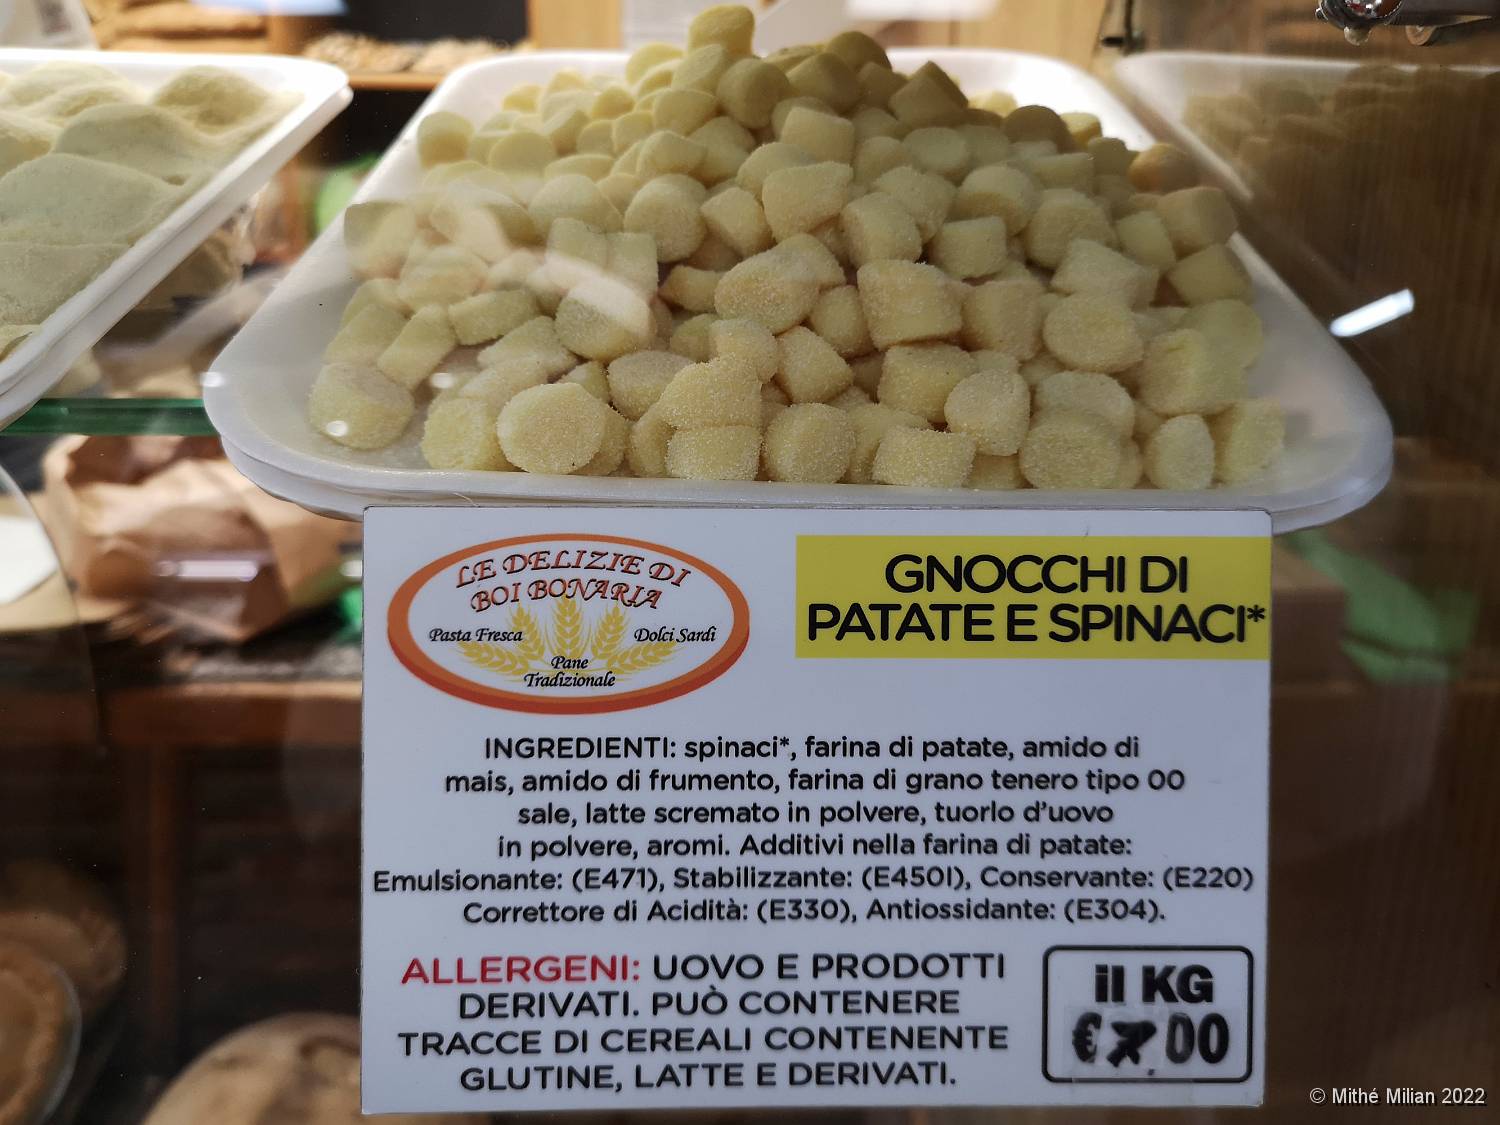 LE DELIZIE DI
BOI BONARIA
Pasta Fresca
Dolci Sardi
Pane
Tradizionale
GNOCCHI DI
PATATE E SPINACI*
INGREDIENTI: spinaci*, farina di patate, amido di
mais, amido di frumento, farina di grano tenero tipo 00
sale, latte scremato in polvere, tuorlo d'uovo
in polvere, aromi. Additivi nella farina di patate:
Emulsionante: (E471), Stabilizzante: (E450I), Conservante: (E220)
Correttore di Acidità: (E330), Antiossidante: (E304).
ALLERGENI: UOVO E PRODOTTI
DERIVATI. PUÒ CONTENERE
TRACCE DI CEREALI CONTENENTE
GLUTINE, LATTE E DERIVATI.
il KG
€ 7,00
© Mithé Milian 2022